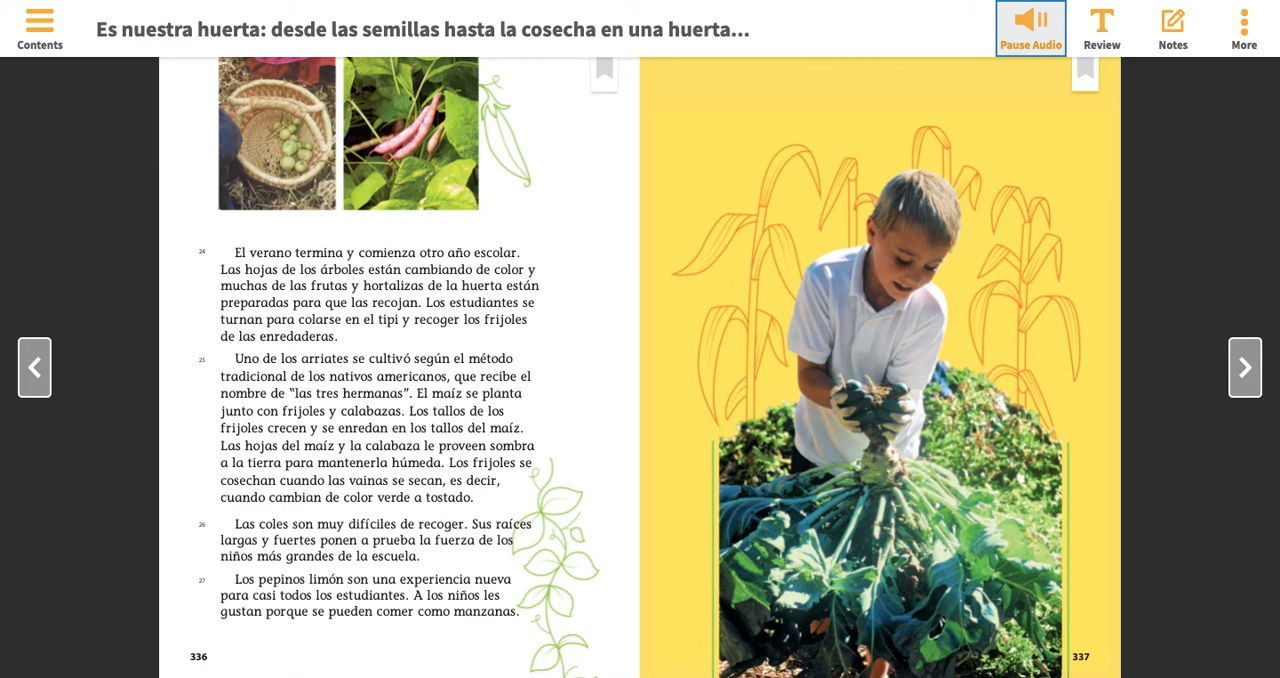 Contents
Es nuestra huerta: desde las semillas hasta la cosecha en una huerta...
Pause Audio
Review
Notes
More
24 El verano termina y comienza otro año escolar.
Las hojas de los árboles están cambiando de color y
muchas de las frutas y hortalizas de la huerta están
preparadas para que las recojan. Los estudiantes se
turnan para colarse en el tipi y recoger los frijoles
de las enredaderas.
25 Uno de los arriates se cultivó según el método
tradicional de los nativos americanos, que recibe el
nombre de "las tres hermanas". El maíz se planta
junto con frijoles y calabazas. Los tallos de los
frijoles crecen y se enredan en los tallos del maíz.
Las hojas del maíz y la calabaza le proveen sombra
a la tierra para mantenerla húmeda. Los frijoles se
cosechan cuando las vainas se secan, es decir,
cuando cambian de color verde a tostado.
26 Las coles son muy difíciles de recoger. Sus raíces
largas y fuertes ponen a prueba la fuerza de los
niños más grandes de la escuela.
27 Los pepinos limón son una experiencia nueva
para casi todos los estudiantes. A los niños les
gustan porque se pueden comer como manzanas.
336
337